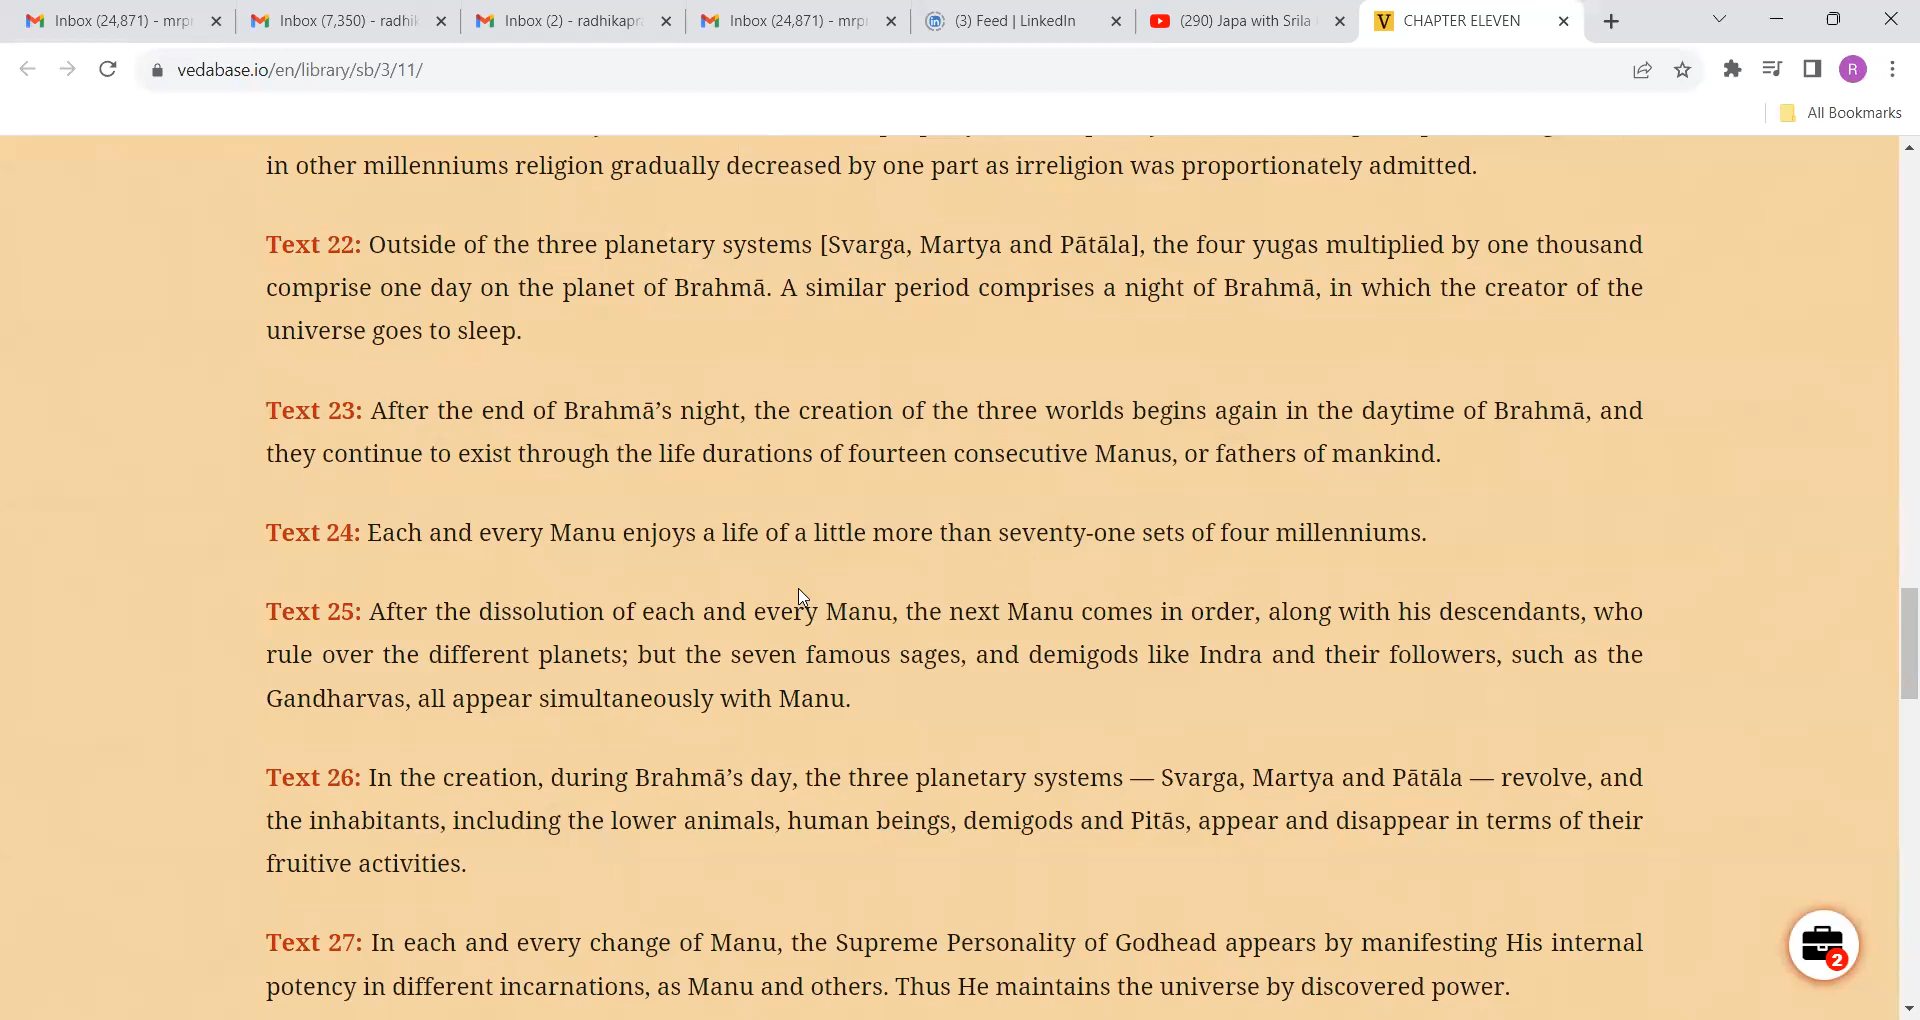 Inbox (24,871) - mrpr
Inbox (7,350) - radhik
Inbox (2) - radhikapra
Inbox (24,871) - mrpr
(3) Feed | LinkedIn
(290) Japa with Srila
V CHAPTER ELEVEN
vedabase.io/en/library/sb/3/11/
R
All Bookmarks
in other millenniums religion gradually decreased by one part as irreligion was proportionately admitted.
Text 22: Outside of the three planetary systems [Svarga, Martya and Pātāla], the four yugas multiplied by one thousand
comprise one day on the planet of Brahmā. A similar period comprises a night of Brahmā, in which the creator of the
universe goes to sleep.
Text 23: After the end of Brahmā’s night, the creation of the three worlds begins again in the daytime of Brahmā, and
they continue to exist through the life durations of fourteen consecutive Manus, or fathers of mankind.
Text 24: Each and every Manu enjoys a life of a little more than seventy-one sets of four millenniums.
Text 25: After the dissolution of each and every Manu, the next Manu comes in order, along with his descendants, who
rule over the different planets; but the seven famous sages, and demigods like Indra and their followers, such as the
Gandharvas, all appear simultaneously with Manu.
Text 26: In the creation, during Brahmā’s day, the three planetary systems — Svarga, Martya and Pātāla — revolve, and
the inhabitants, including the lower animals, human beings, demigods and Pitās, appear and disappear in terms of their
fruitive activities.
2
Text 27: In each and every change of Manu, the Supreme Personality of Godhead appears by manifesting His internal
potency in different incarnations, as Manu and others. Thus He maintains the universe by discovered power.